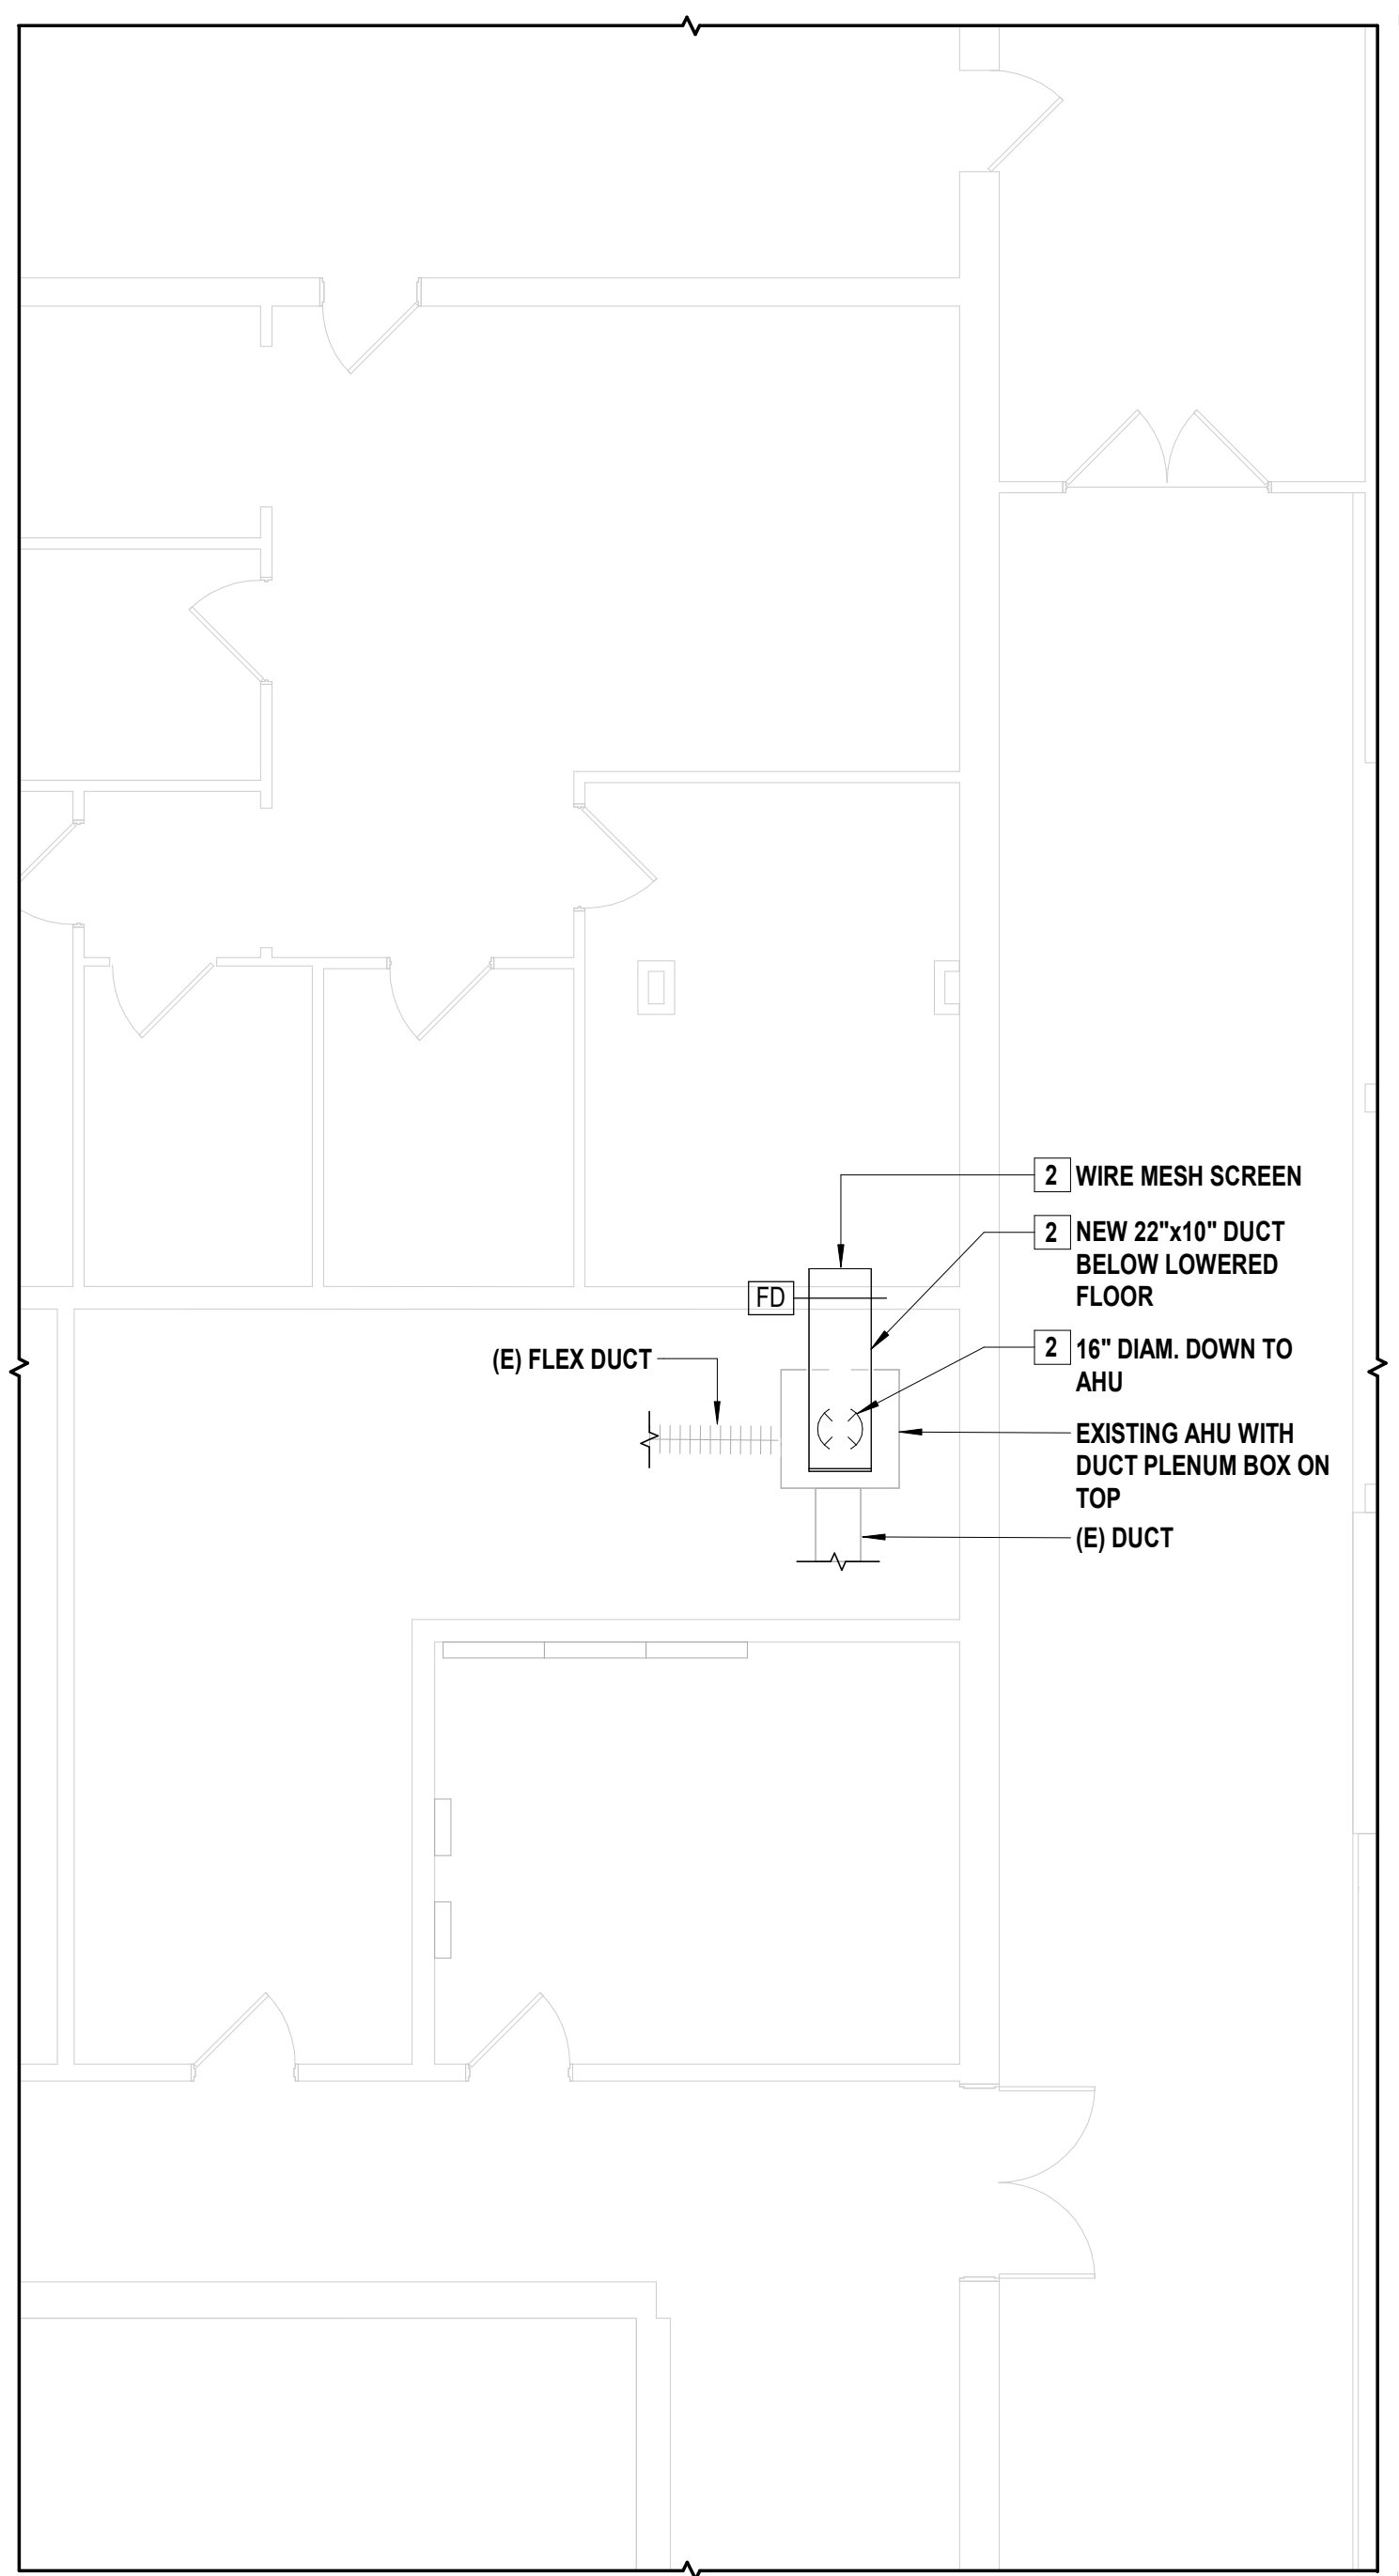 2 WIRE MESH SCREEN
2 NEW 22"x10" DUCT
BELOW LOWERED
FLOOR
FD
2 16" DIAM. DOWN TO
AHU
(E) FLEX DUCT
EXISTING AHU WITH
DUCT PLENUM BOX ON
TOP
(E) DUCT